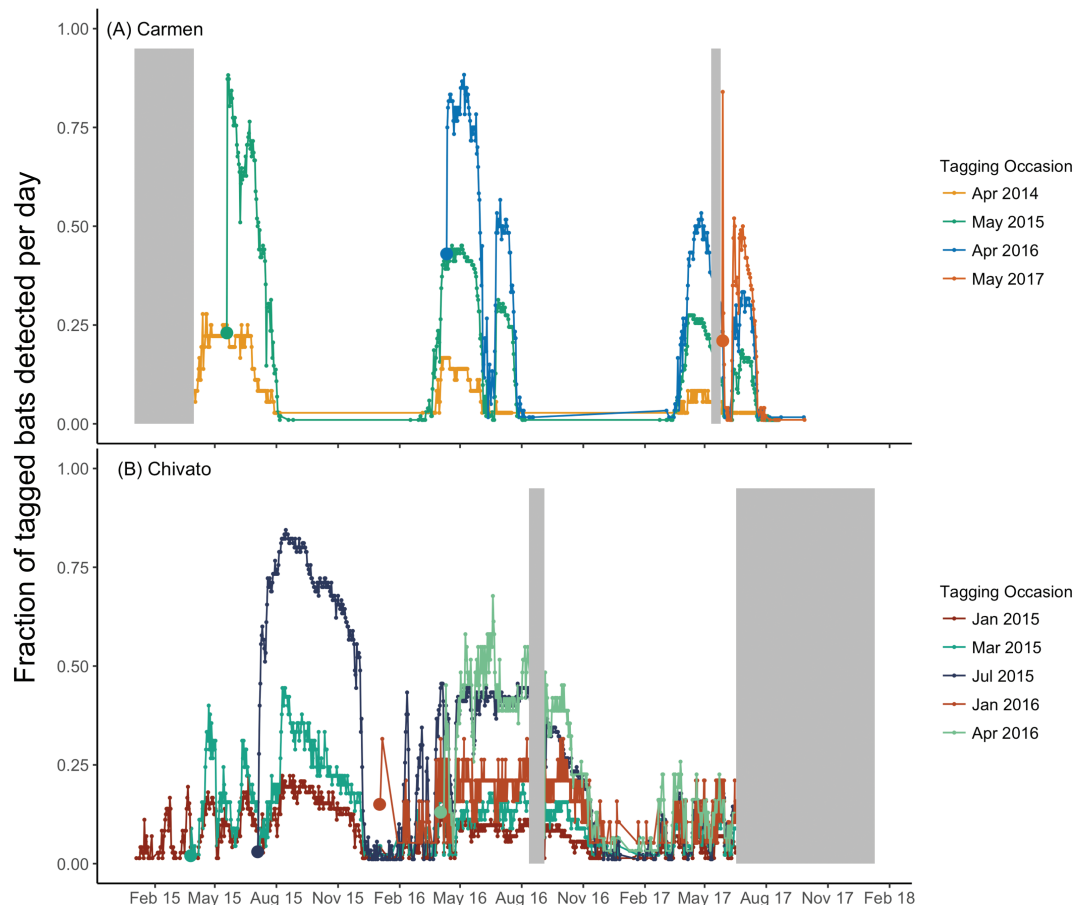 Fraction of tagged bats detected per day
(A) Carmen
1.00
0.75
0.50
0.25
0.00
Tagging Occasion
Apr 2014
May 2015
Apr 2016
May 2017
(B) Chivato
1.00
0.75
0.50
0.25
0.00
Tagging Occasion
Jan 2015
Mar 2015
Jul 2015
Jan 2016
Apr 2016
Feb 15 May 15 Aug 15 Nov 15 Feb 16 May 16 Aug 16 Nov 16 Feb 17 May 17 Aug 17 Nov 17 Feb 18